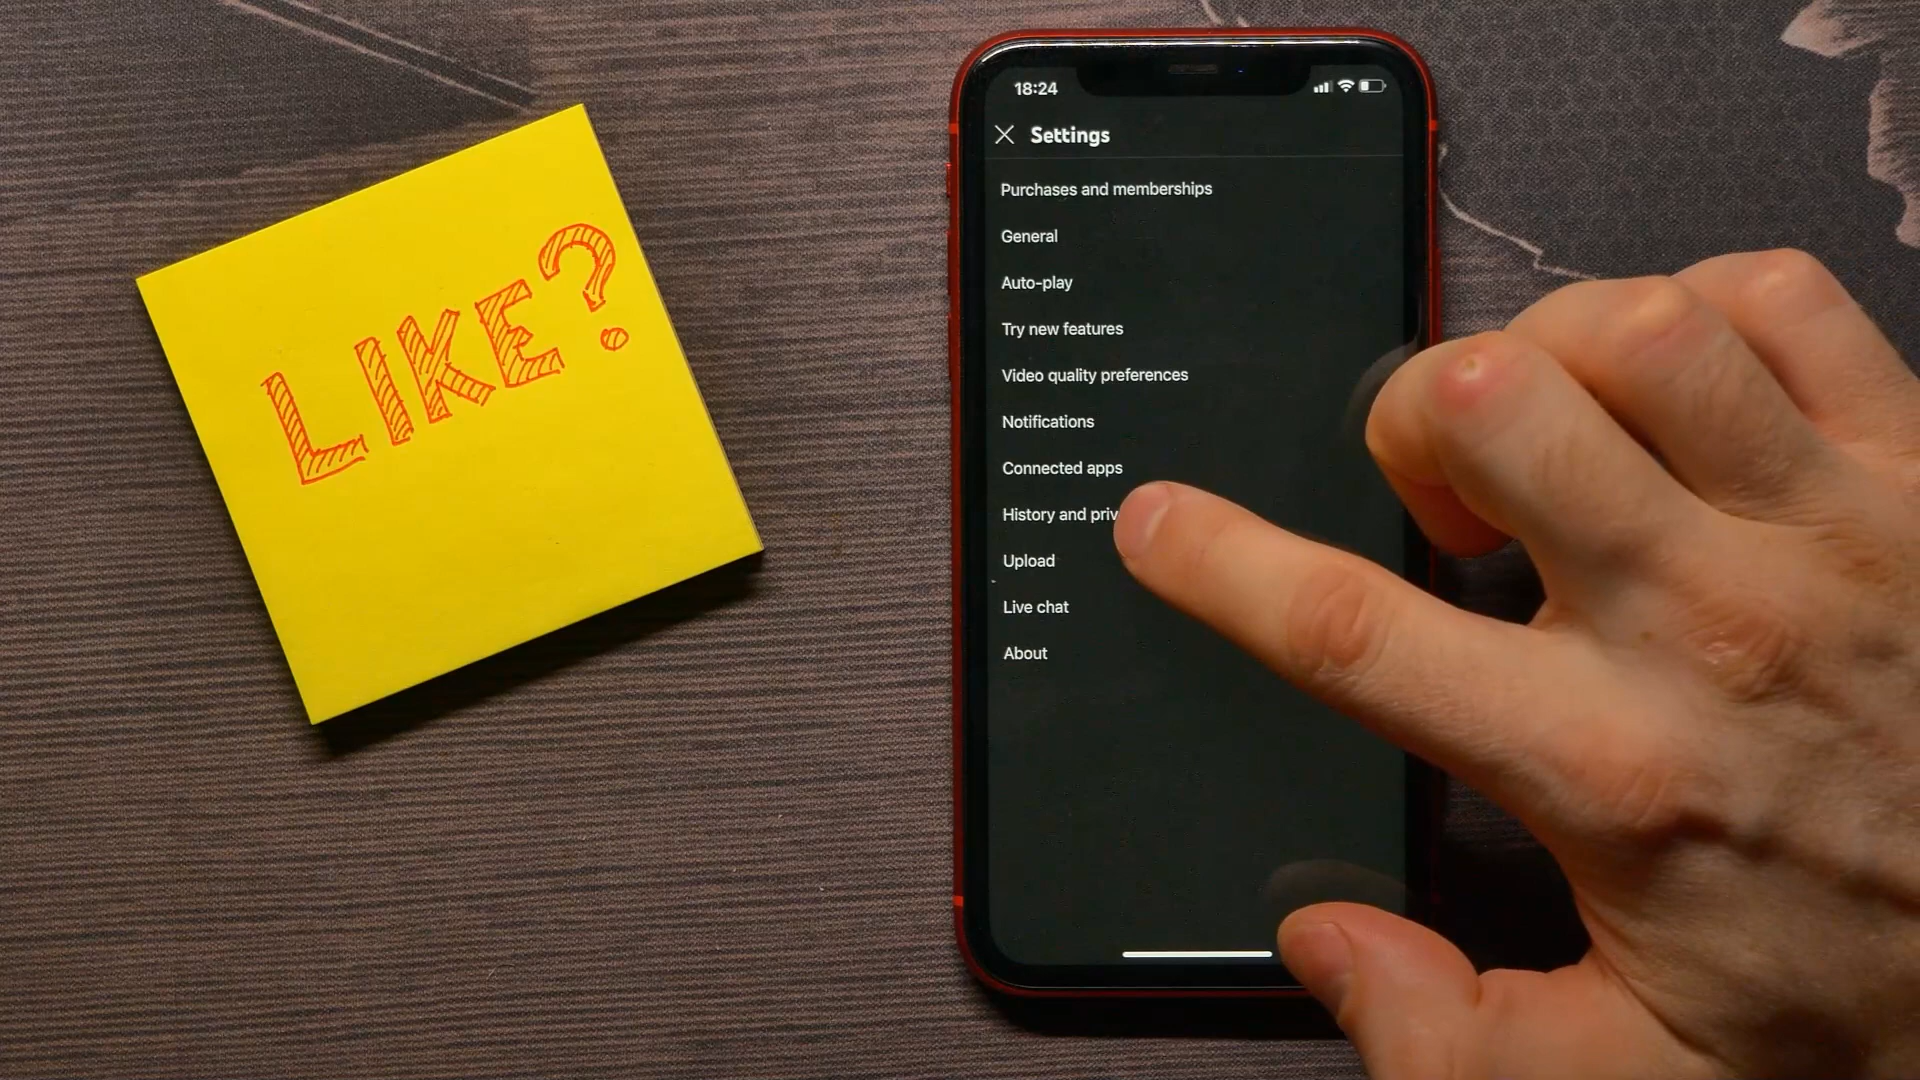 LIKE?
18:24
Settings
Purchases and memberships
General
Auto-play
Try new features
Video quality preferences
Notifications
Connected apps
History and priv
Upload
Live chat
About